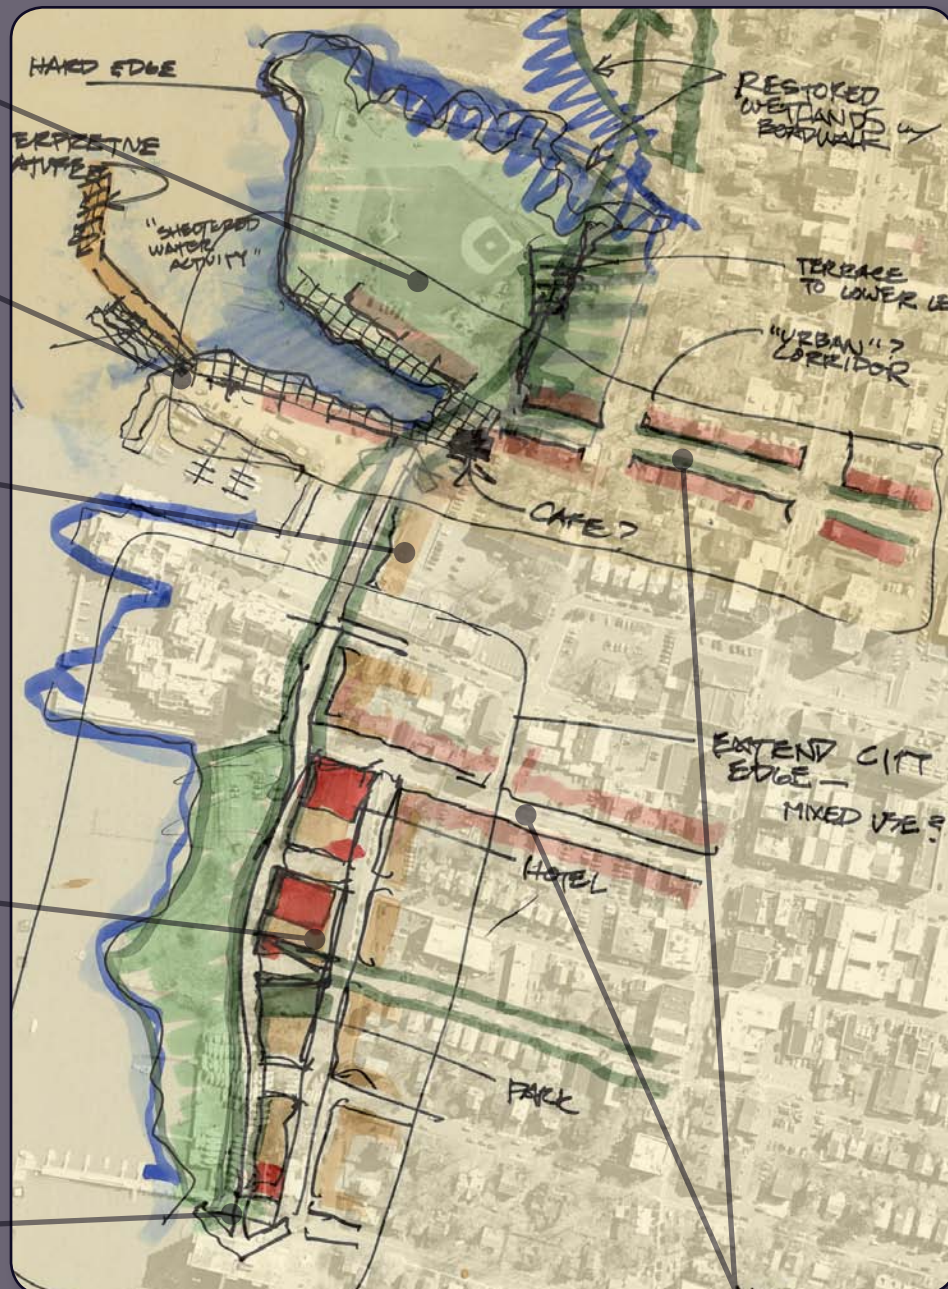 HARD EDGE
ERPRETIVE
ATURE
"SHELTERED
WATER
ACTIVITY"
RESTORED
WETLANDS W/
BOARDWALK
TERRACE
TO LOWER LE
"URBAN"?
CORRIDOR
CAFE?
EXTEND CITY
EDGE —
MIXED USE?
HOTEL
PARK